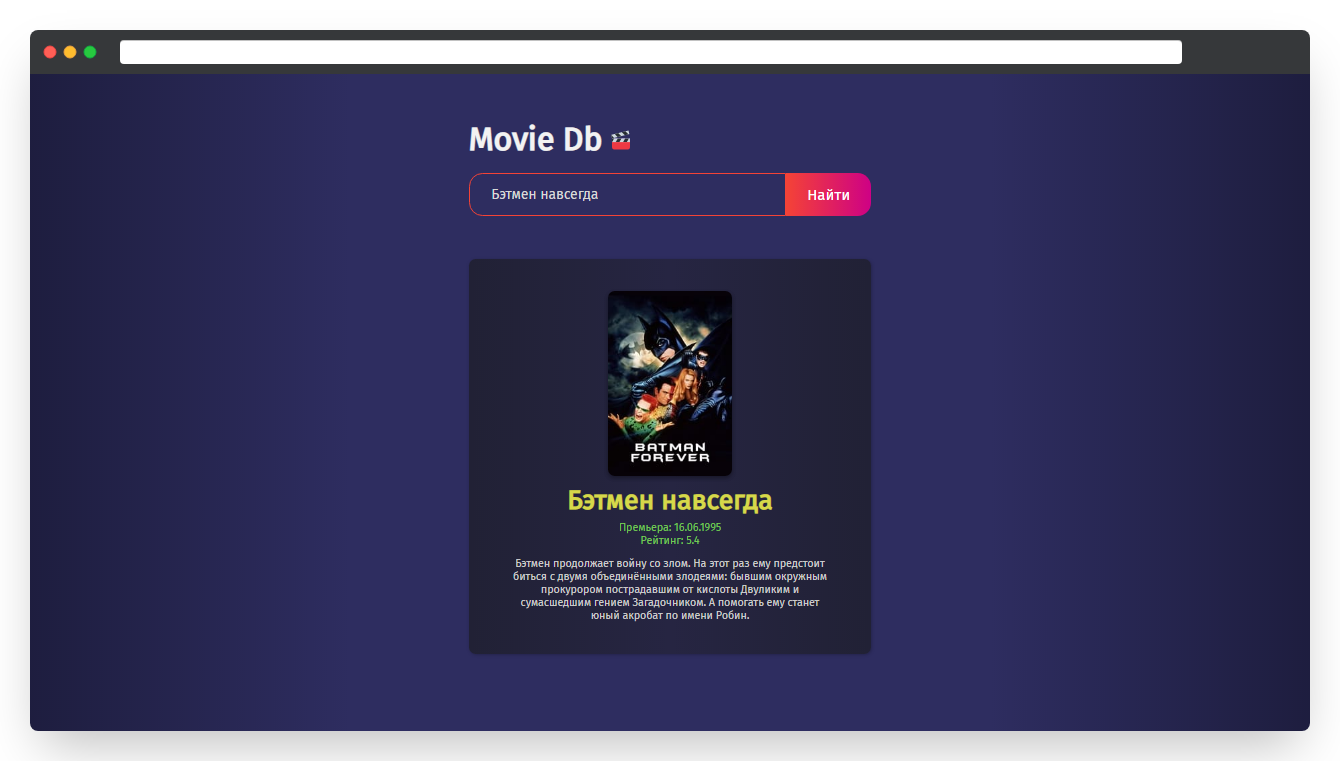 Movie Db
Бэтмен навсегда
Найти
BATMAN
FOREVER
Бэтмен навсегда
Премьера: 16.06.1995
Рейтинг: 5.4
Бэтмен продолжает войну со злом. На этот раз ему предстоит
биться с двумя объединёнными злодеями: бывшим окружным
прокурором пострадавшим от кислоты Двуликим и
сумасшедшим гением Загадочником. А помогать ему станет
юный акробат по имени Робин.